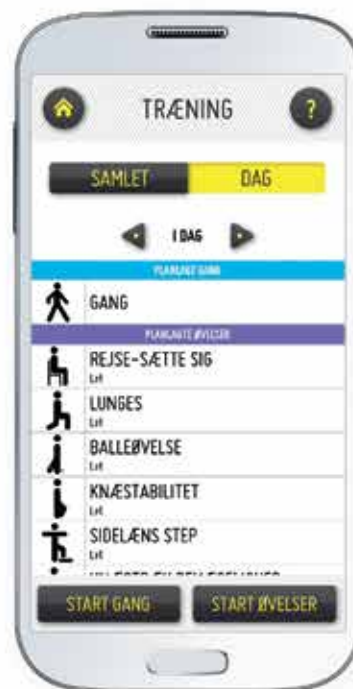 TRÆNING
?
SAMLET
DAG
I DAG
PLANLAGT GANG
GANG
PLANLAGTE ØVELSER
REJSE-SÆTTE SIG
Let
LUNGES
Let
BALLEØVELSE
Let
KNÆSTABILITET
Let
SIDELÆNS STEP
Let
START GANG
START ØVELSER